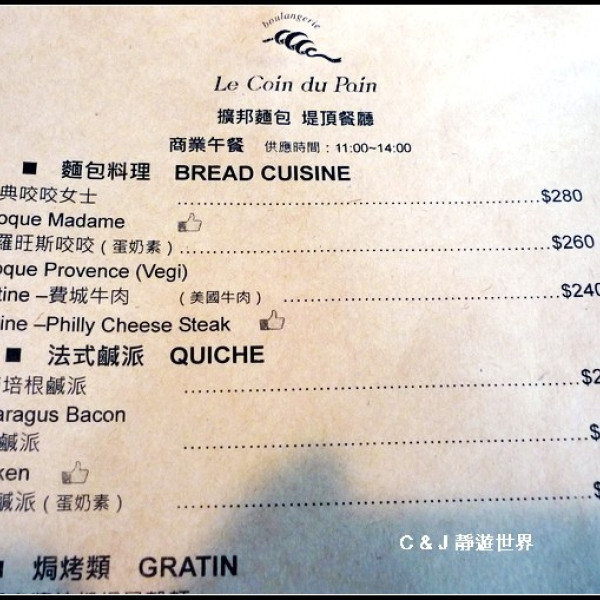 boulangerie
Le Coin du Pain
擴邦麵包 堤頂餐廳
商業午餐 供應時間：11:00~14:00
■ 麵包料理 BREAD CUISINE
典咬咬女士 $280
oque Madame
羅旺斯咬咬（蛋奶素） $260
oque Provence (Vegi)
tine –費城牛肉 （美國牛肉） $240
ine –Philly Cheese Steak
■ 法式鹹派 QUICHE
培根鹹派 $2
aragus Bacon
鹹派 $
ken
鹹派（蛋奶素） $
焗烤類 GRATIN
C & J 靜遊世界